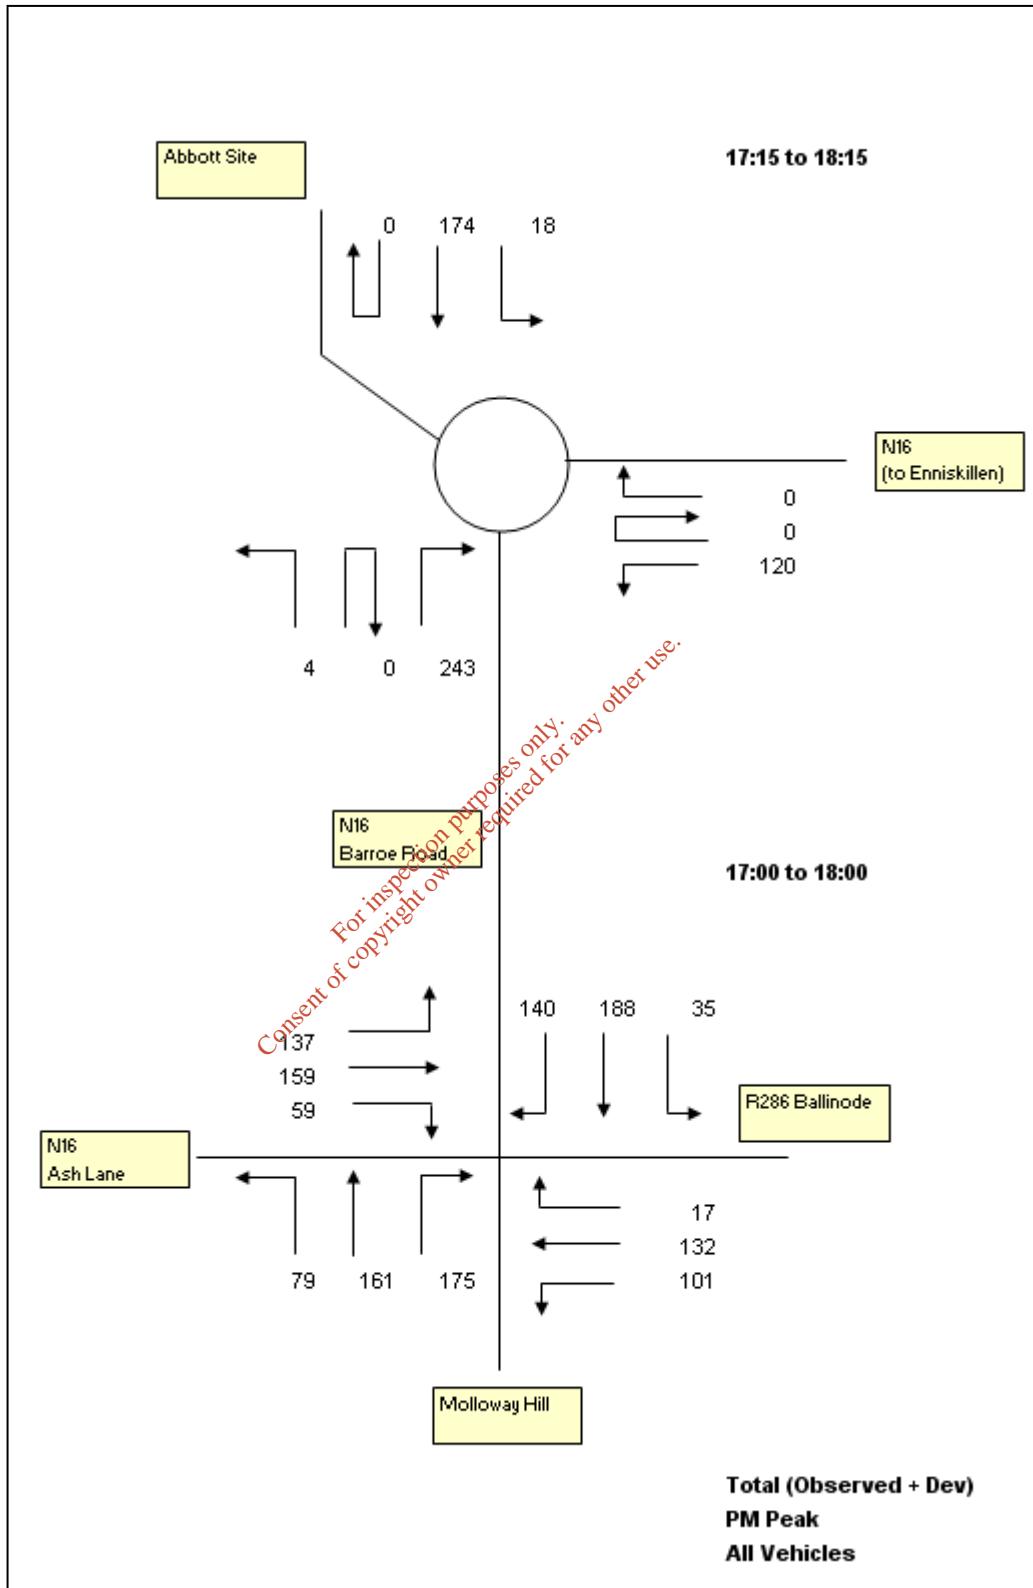 Abbott Site
17:15 to 18:15
0 174 18
N16
(to Enniskillen)
0
0
120
4 0 243
For inspection purposes only.
Consent of copyright owner required for any other use.
N16
Barroe Road
17:00 to 18:00
140 188 35
137
159
59
R286 Ballinode
N16
Ash Lane
17
132
101
79 161 175
Molloway Hill
Total (Observed + Dev)
PM Peak
All Vehicles